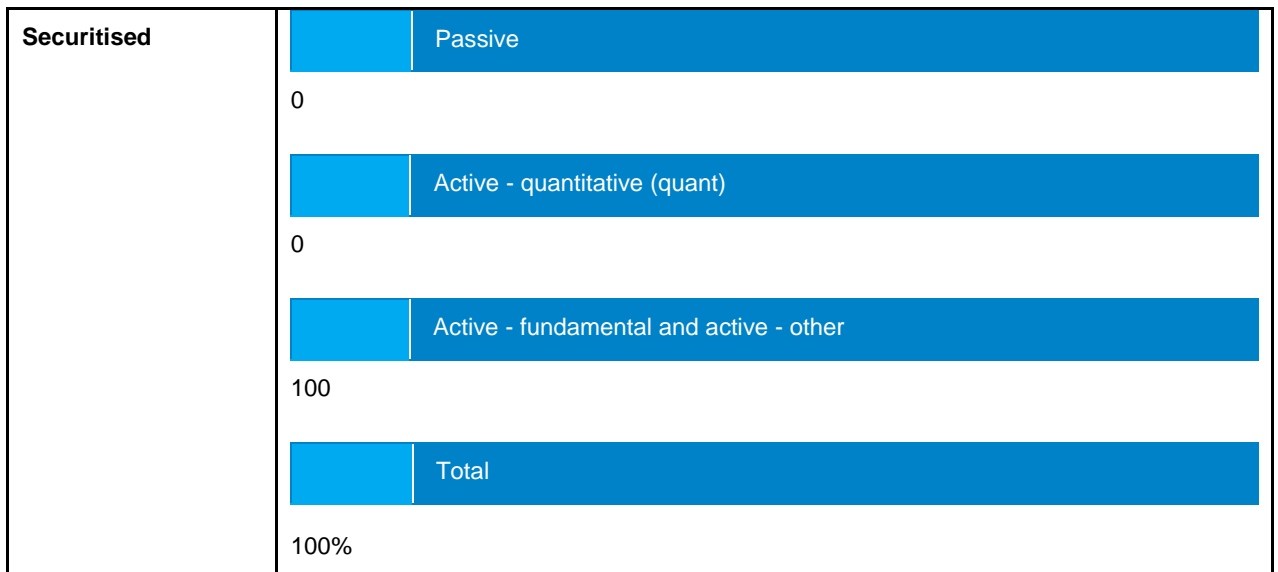 Securitised
Passive
0
Active - quantitative (quant)
0
Active - fundamental and active - other
100
Total
100%